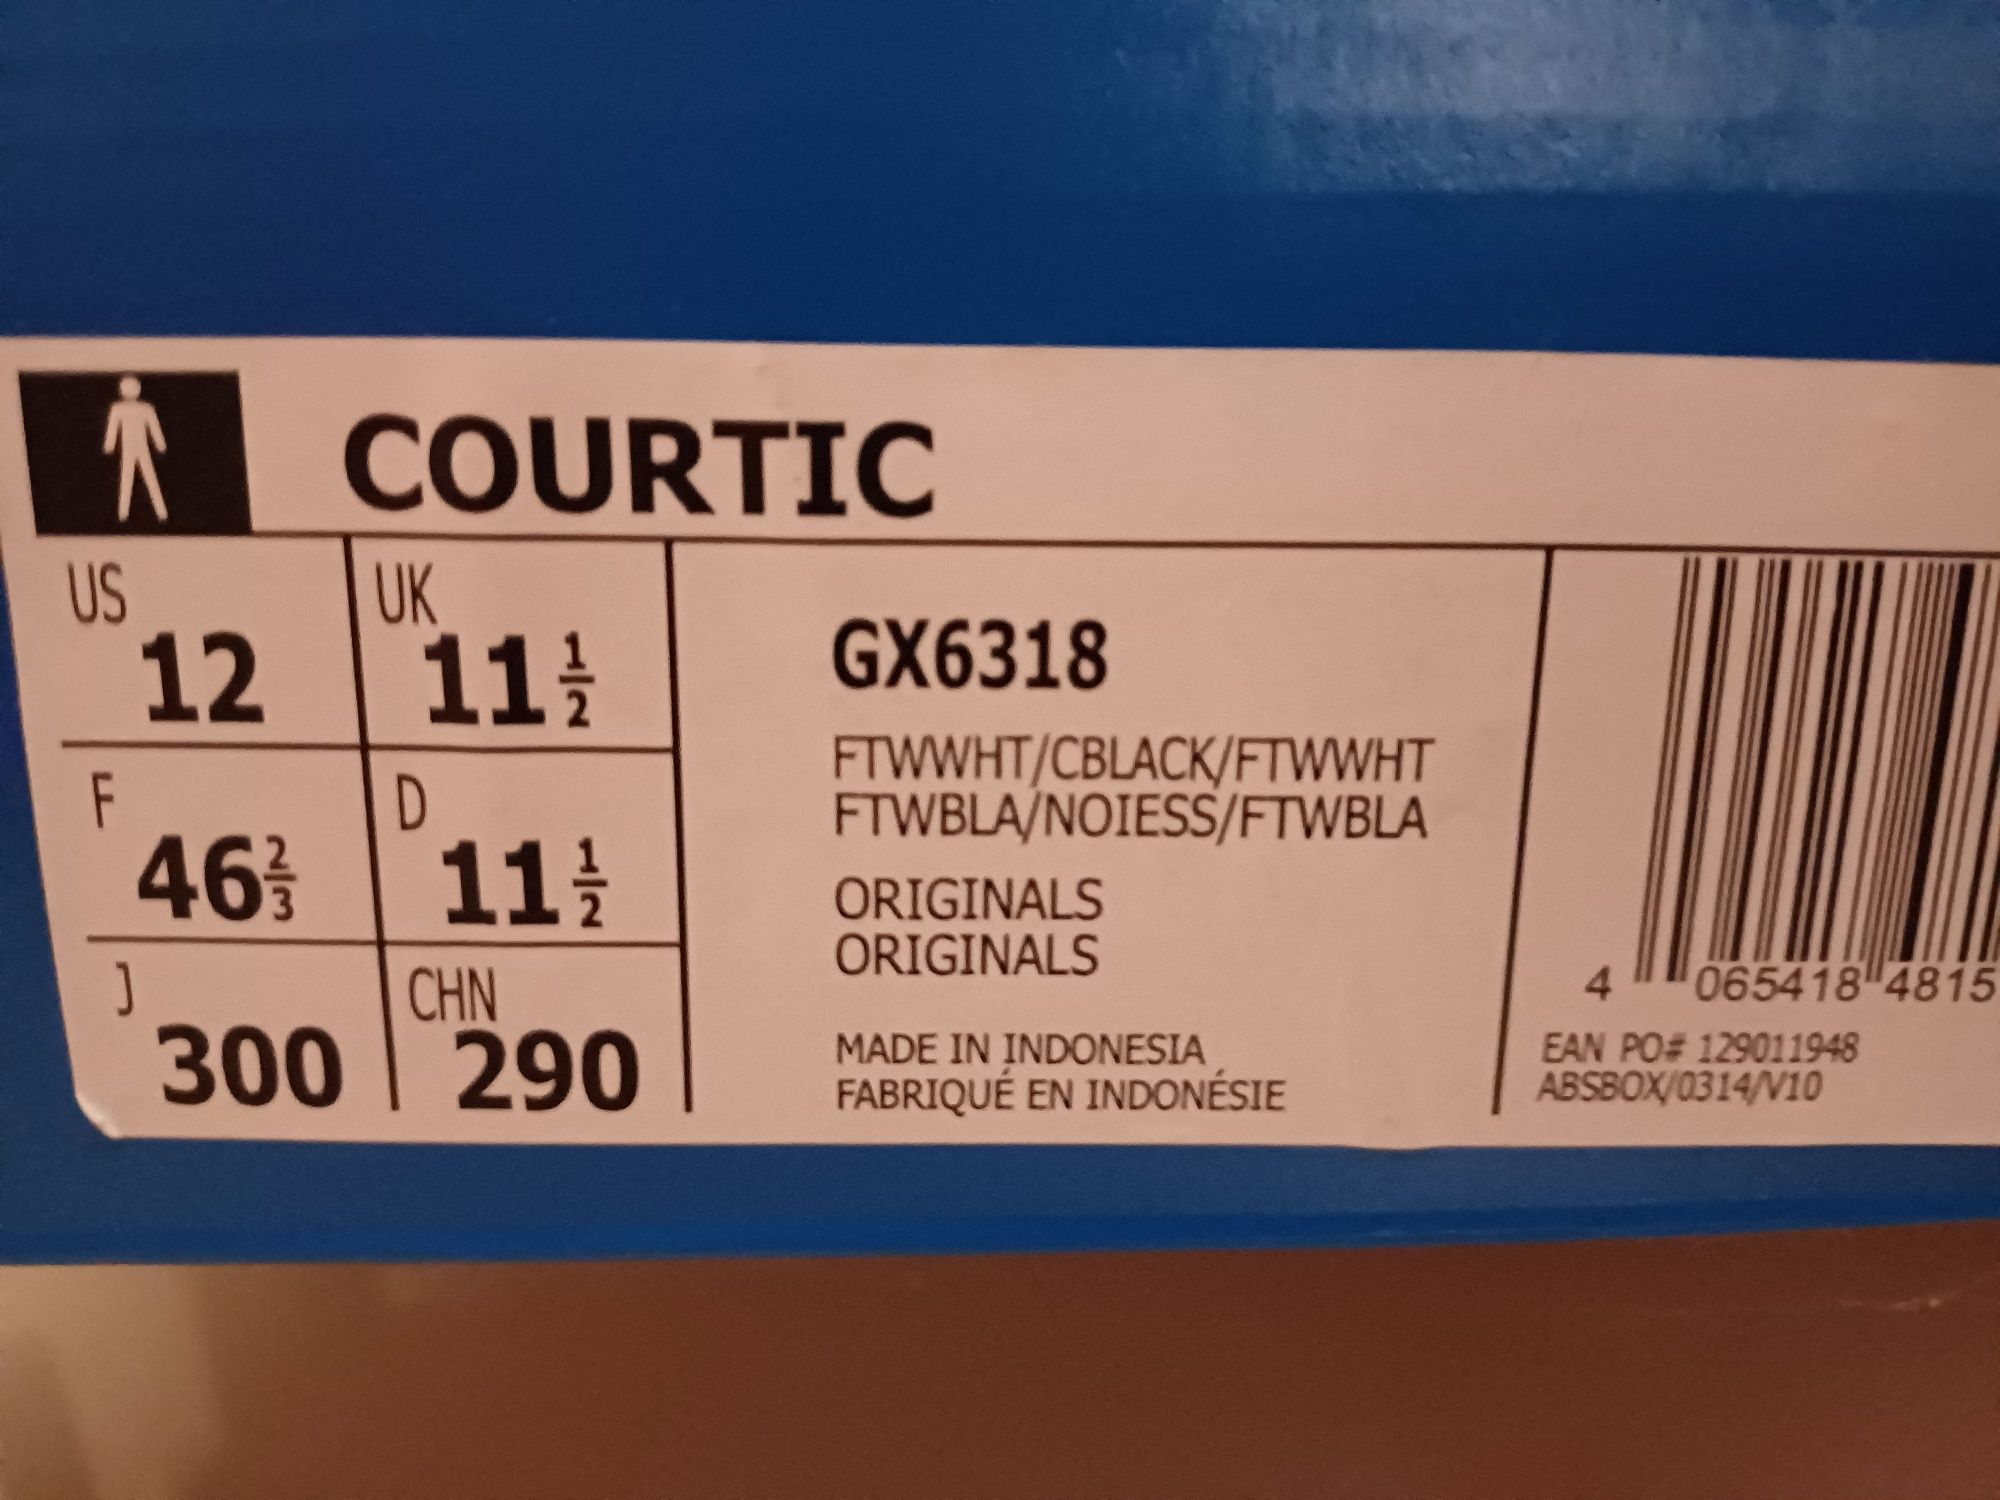 COURTIC
US 12 UK 11 1/2
F 46 2/3 D 11 1/2
J 300 CHN 290
GX6318
FTWWHT/CBLACK/FTWWHT
FTWBLA/NOIESS/FTWBLA
ORIGINALS
ORIGINALS
MADE IN INDONESIA
FABRIQUÉ EN INDONÉSIE
4 065418 4815
EAN PO# 129011948
ABSBOX/0314/V10